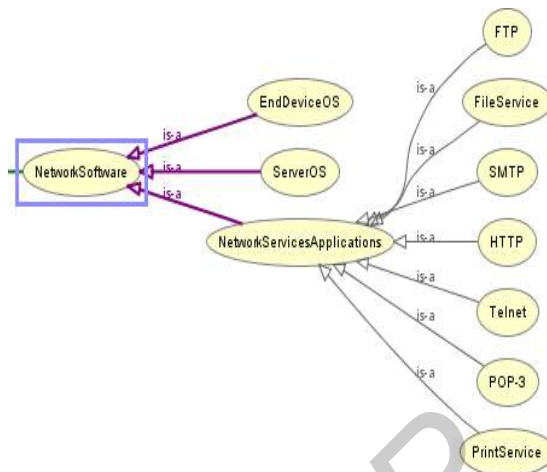 FTP
is-a
EndDeviceOS
FileService
is-a
is-a
NetworkSoftware
is-a
ServerOS
is-a
SMTP
is-a
NetworkServicesApplications
is-a
HTTP
is-a
Telnet
is-a
POP-3
is-a
PrintService